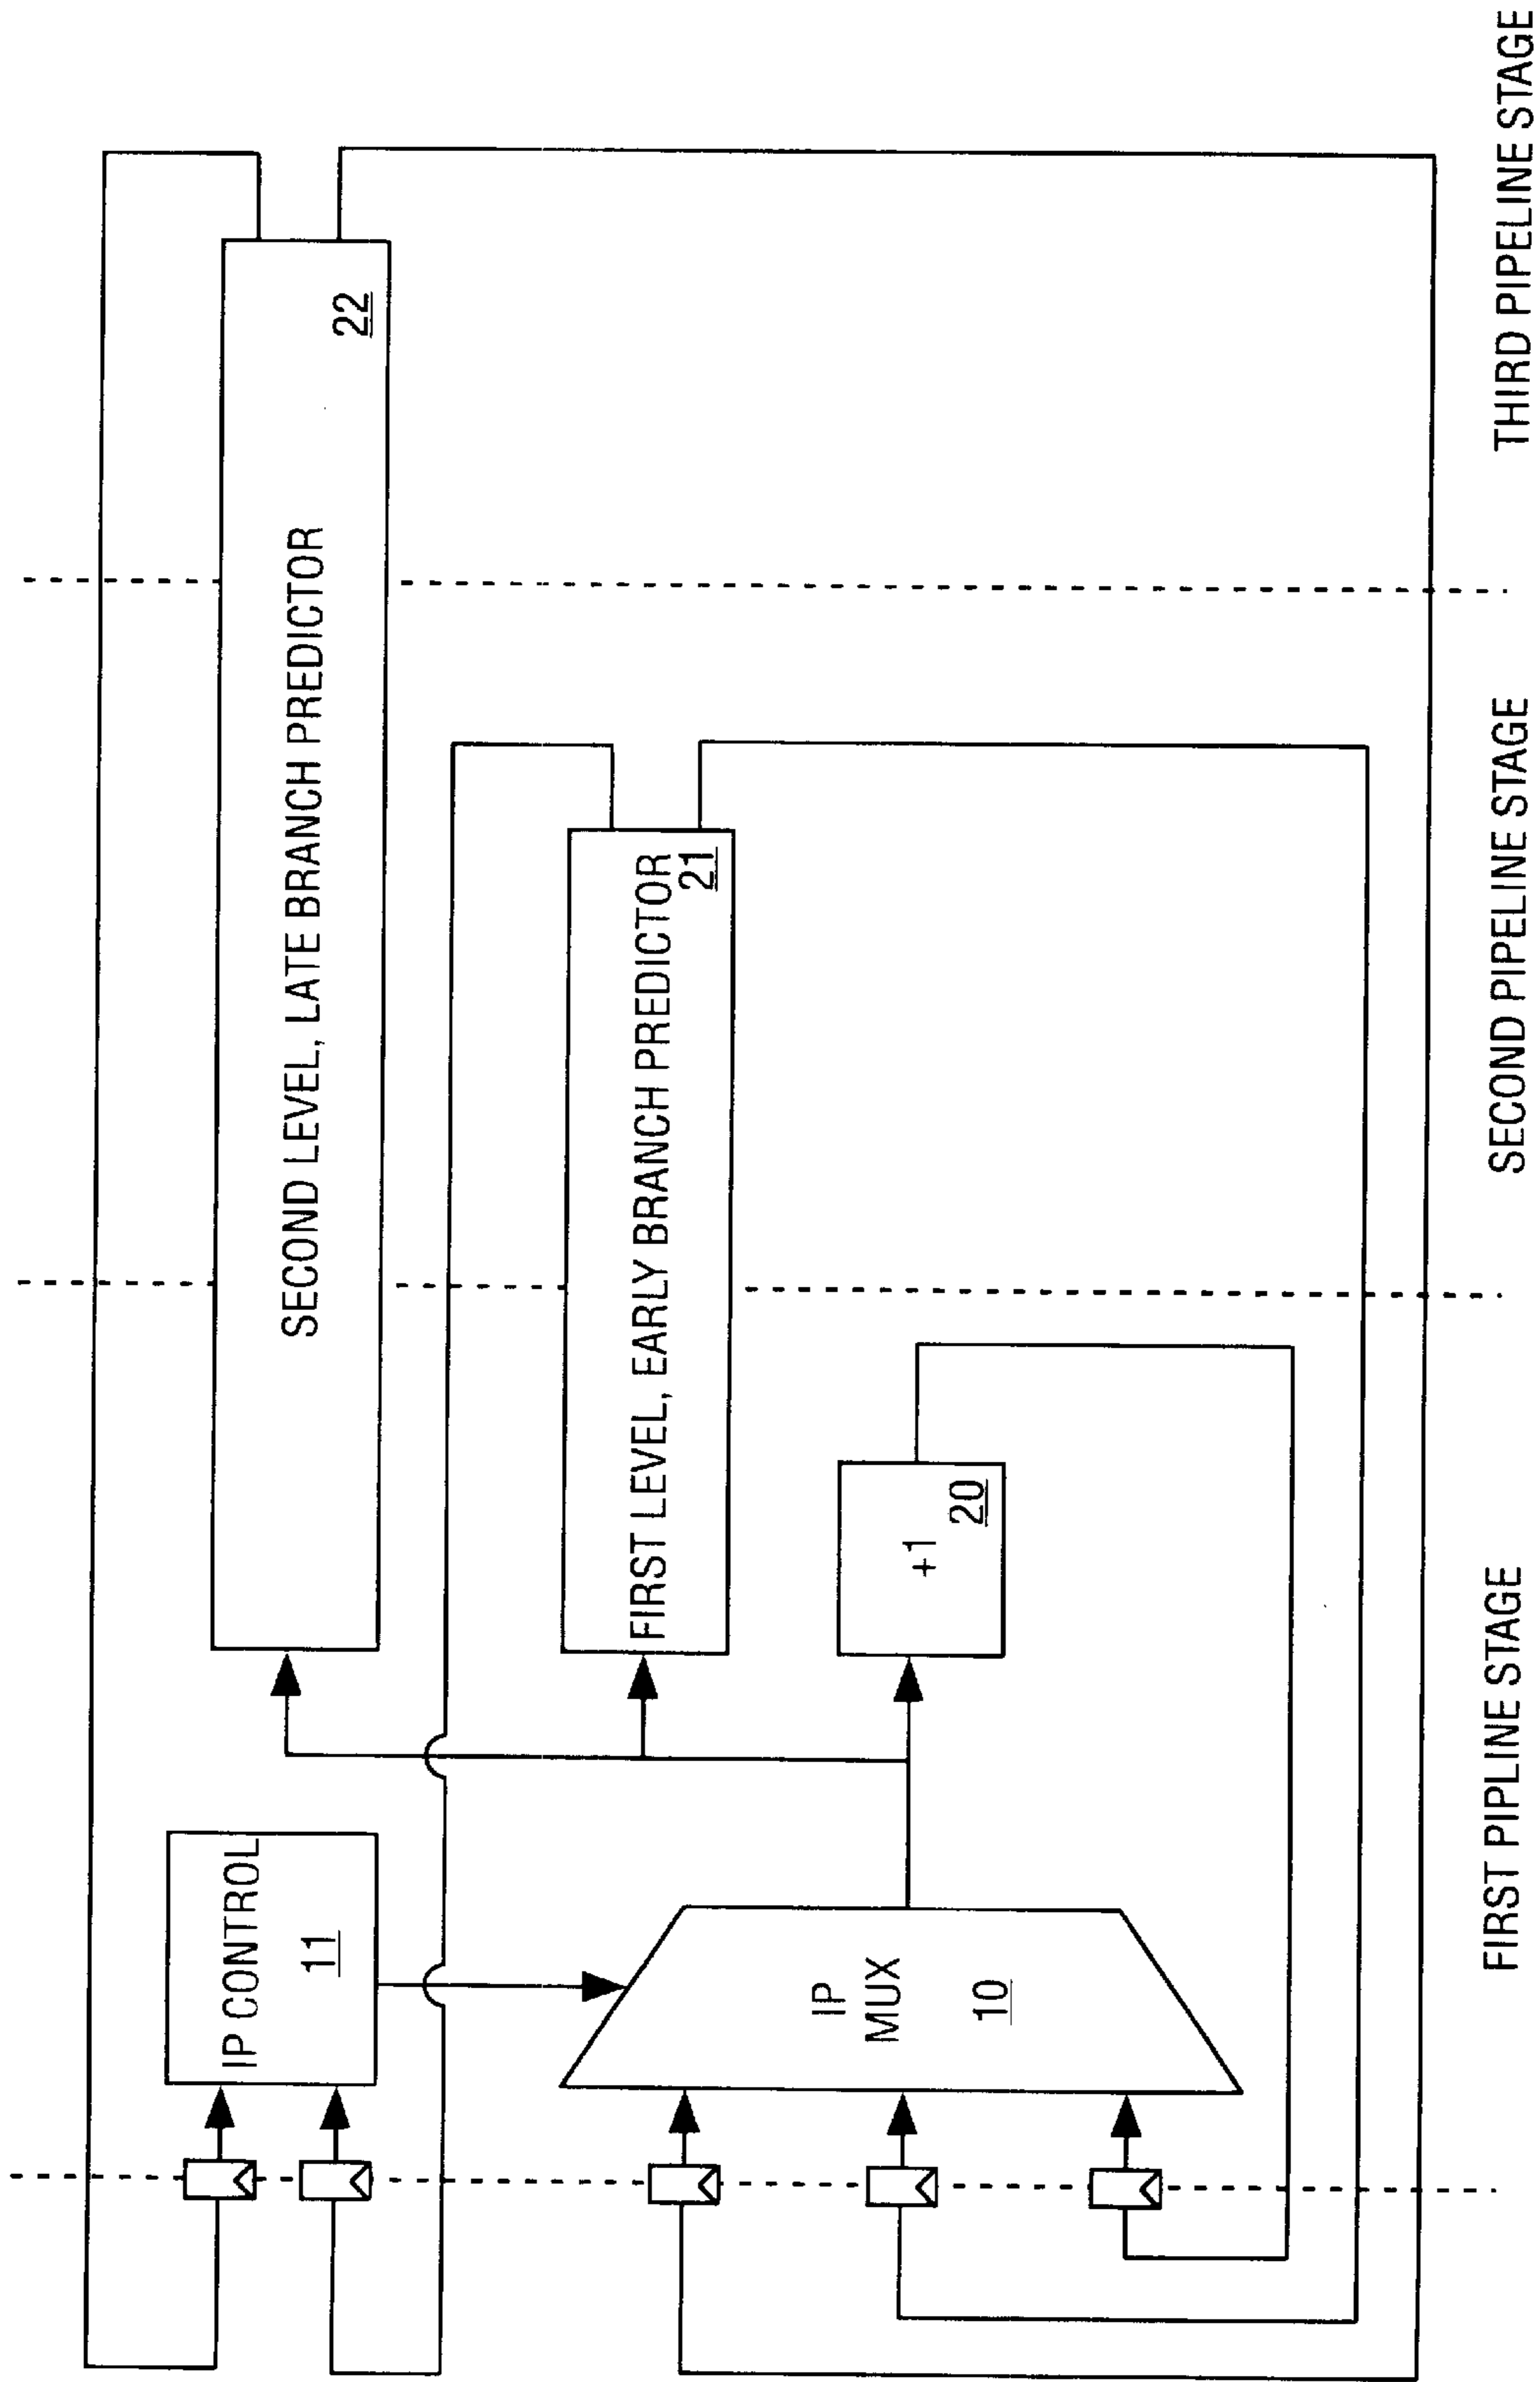 IP CONTROL
11
IP
MUX
10
SECOND LEVEL, LATE BRANCH PREDICTOR
22
FIRST LEVEL, EARLY BRANCH PREDICTOR
21
+1
20
FIRST PIPLINE STAGE
SECOND PIPELINE STAGE
THIRD PIPELINE STAGE